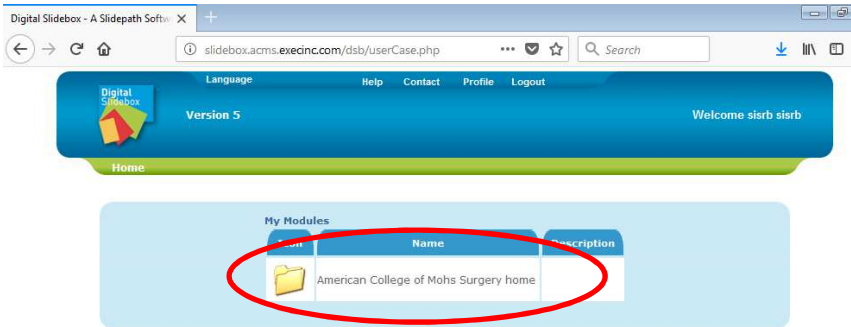 Digital Slidebox - A Slidepath Softw
slidebox.acms.execinc.com/dsb/userCase.php
Search
Language Help Contact Profile Logout
Digital
Slidebox
Version 5
Welcome sisrb sisrb
Home
My Modules
Icon Name Description
American College of Mohs Surgery home